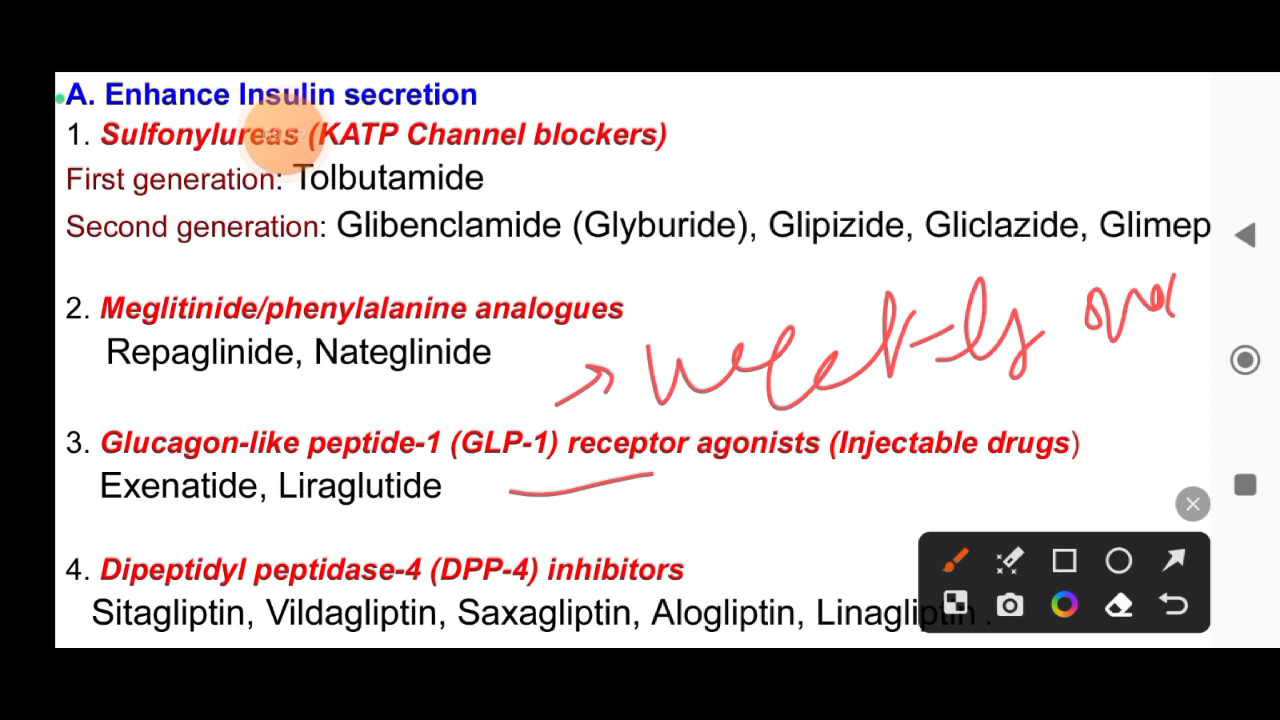 A. Enhance Insulin secretion
1. Sulfonylureas (KATP Channel blockers)
First generation: Tolbutamide
Second generation: Glibenclamide (Glyburide), Glipizide, Gliclazide, Glimep
2. Meglitinide/phenylalanine analogues
Repaglinide, Nateglinide
→ weekly
3. Glucagon-like peptide-1 (GLP-1) receptor agonists (Injectable drugs)
Exenatide, Liraglutide
4. Dipeptidyl peptidase-4 (DPP-4) inhibitors
Sitagliptin, Vildagliptin, Saxagliptin, Alogliptin, Linagliptin .